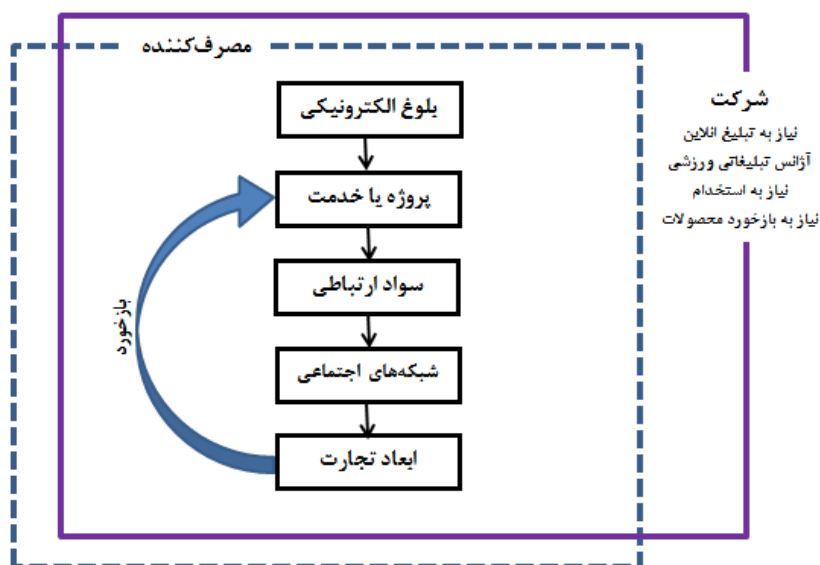 مصرف‌کننده
بلوغ الکترونیکی
پروژه یا خدمت
سواد ارتباطی
شبکه‌های اجتماعی
ابعاد تجارت
بازخورد
شرکت
نیاز به تبلیغ انلاین
آژانس تبلیغاتی ورزشی
نیاز به استخدام
نیاز به بازخورد محصولات